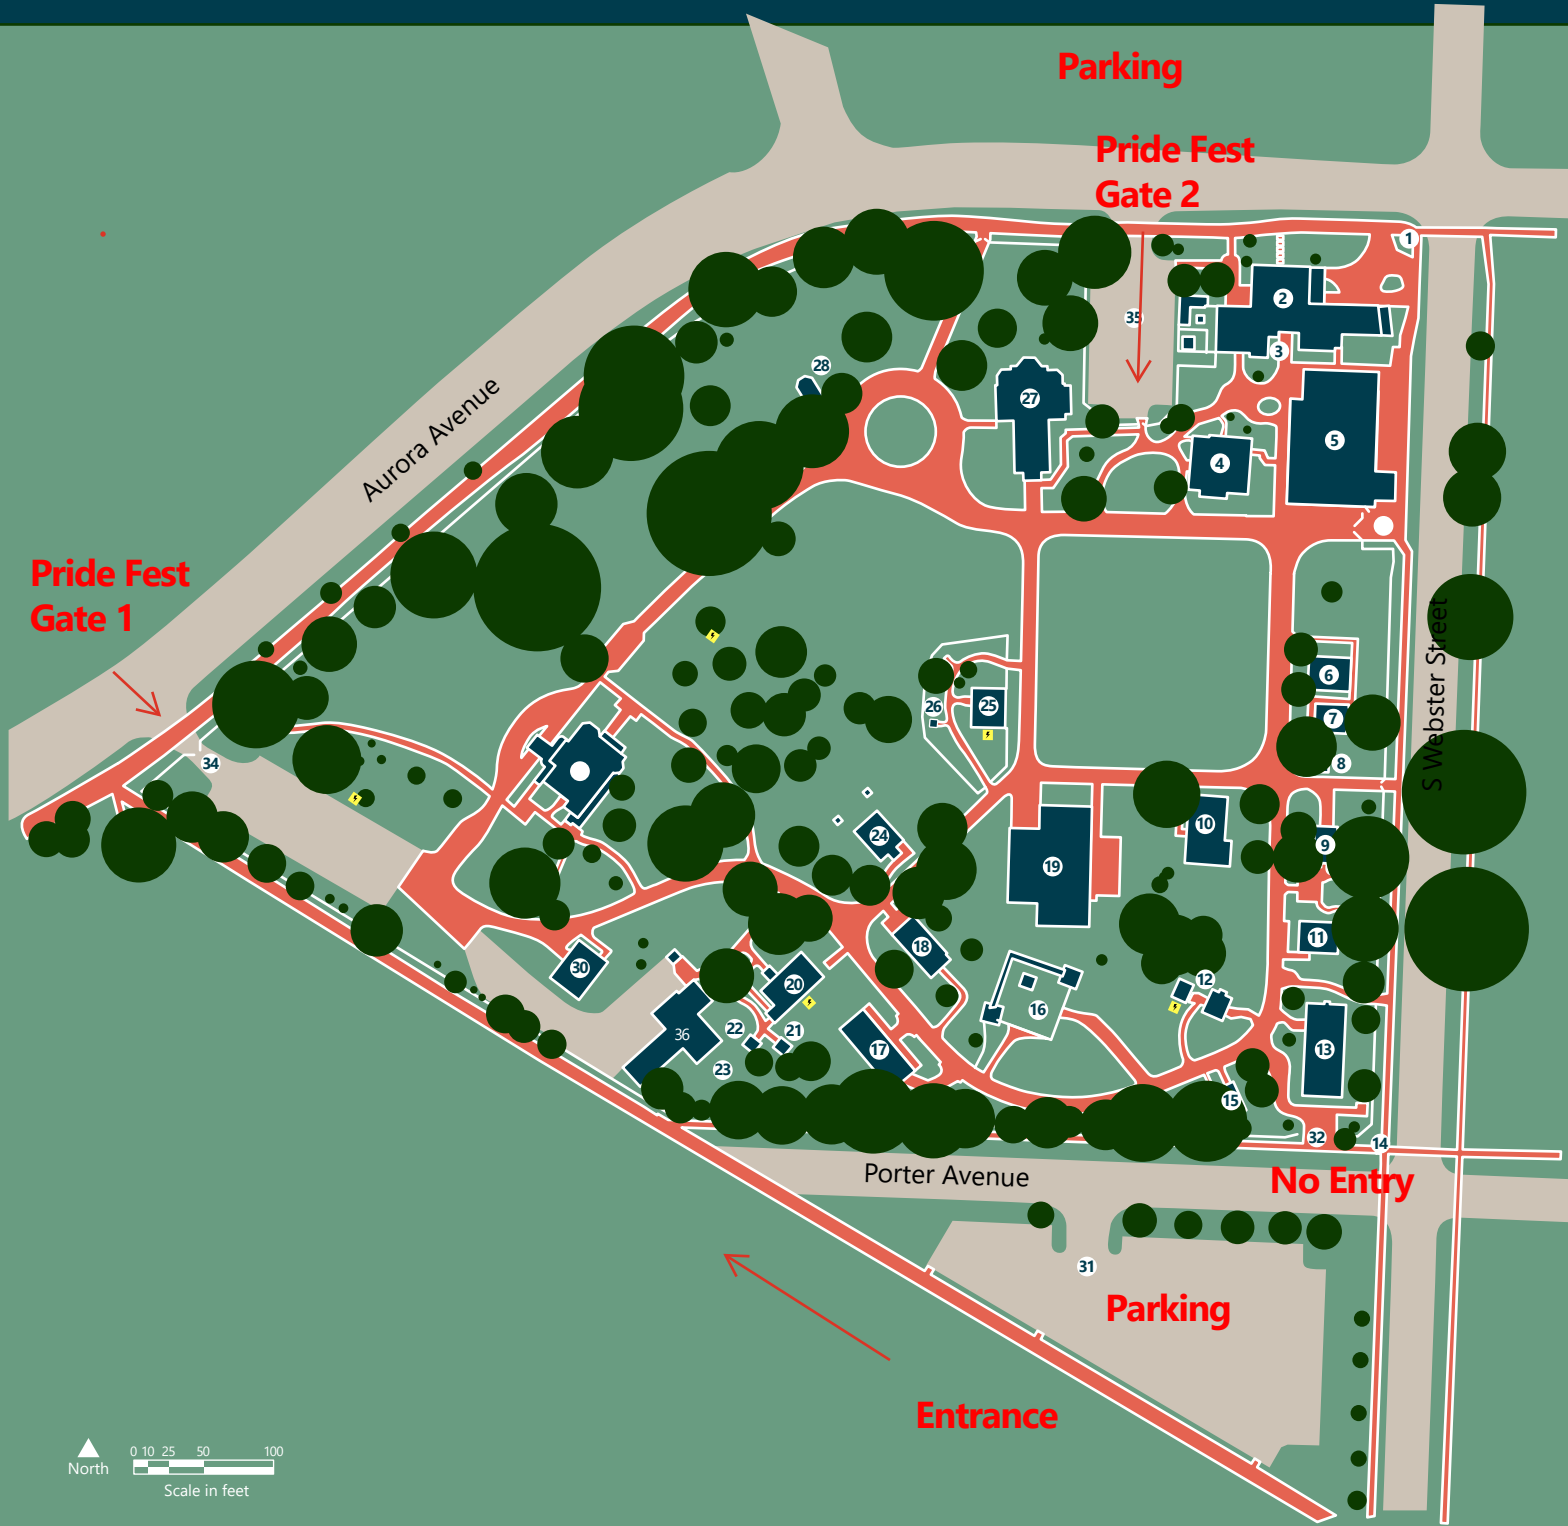 Parking
Pride Fest
Gate 2
1
2
35
3
28
27
5
4
Aurora Avenue
Pride Fest
Gate 1
S Webster Street
6
26
25
7
34
8
10
24
9
19
11
18
30
12
20
16
36
22
21
17
13
23
15
32
14
Porter Avenue
No Entry
31
Parking
Entrance
North
0 10 25 50 100
Scale in feet